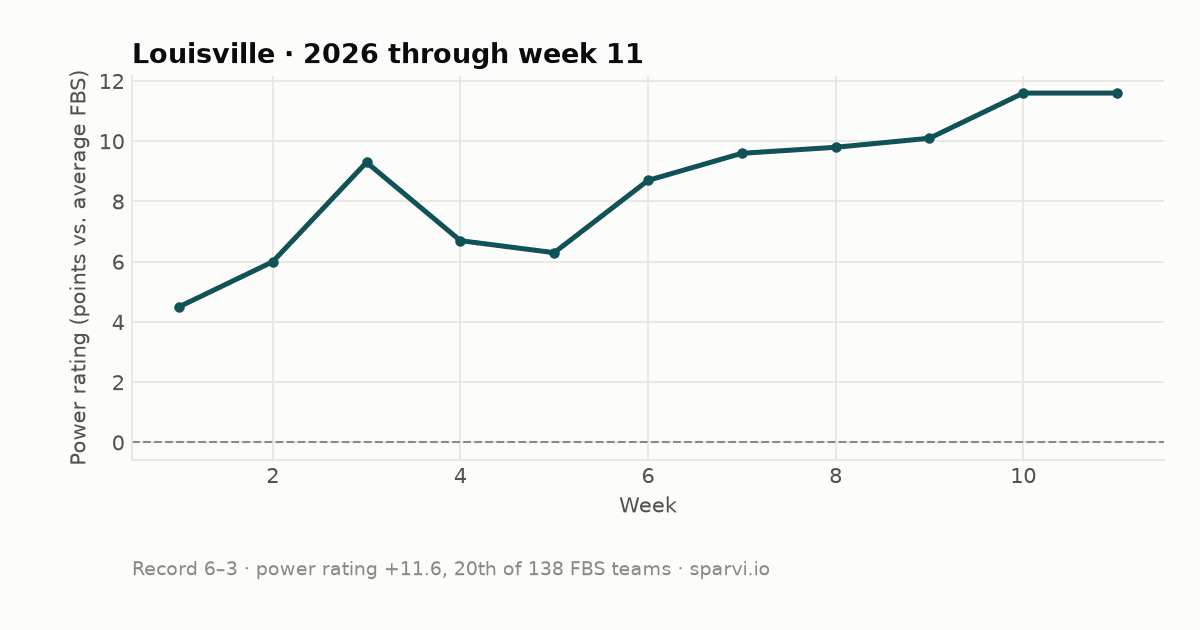 Louisville · 2026 through week 11
Power rating (points vs. average FBS)
12
10
8
6
4
2
0
2 4 6 8 10
Week
Record 6–3 · power rating +11.6, 20th of 138 FBS teams · sparvi.io